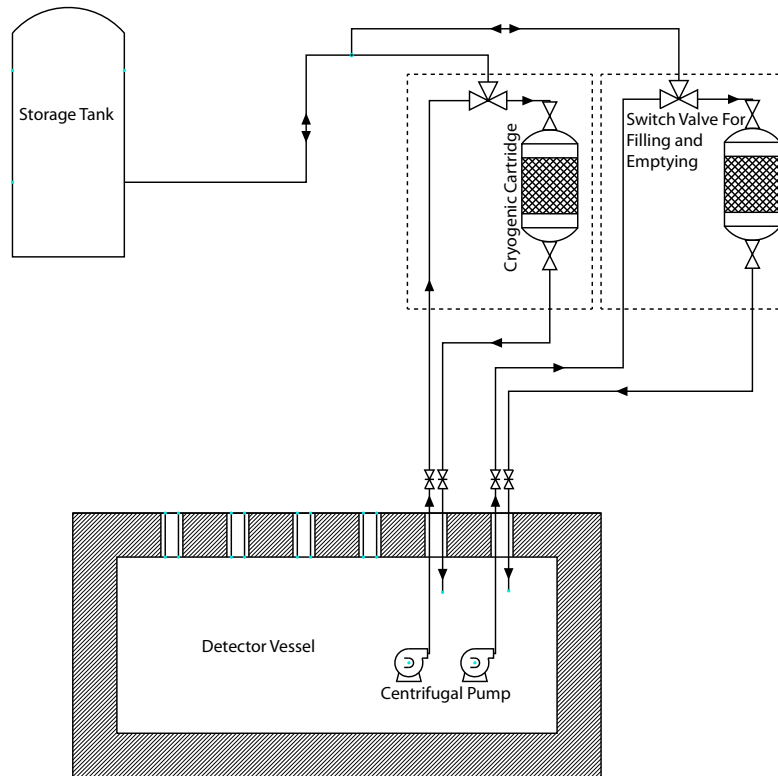 Storage Tank
Cryogenic Cartridge
Switch Valve For
Filling and
Emptying
Detector Vessel
Centrifugal Pump